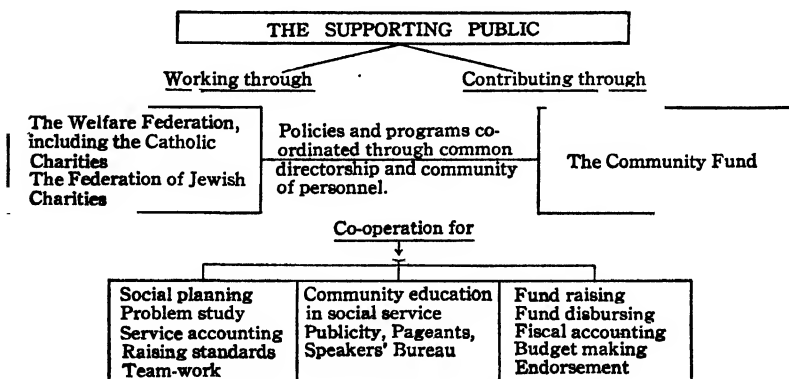 THE SUPPORTING PUBLIC
Working through
Contributing through
The Welfare Federation,
including the Catholic
Charities
The Federation of Jewish
Charities
Policies and programs co-
ordinated through common
directorship and community
of personnel.
The Community Fund
Co-operation for
Social planning
Problem study
Service accounting
Raising standards
Team-work
Community education
in social service
Publicity, Pageants,
Speakers' Bureau
Fund raising
Fund disbursing
Fiscal accounting
Budget making
Endorsement